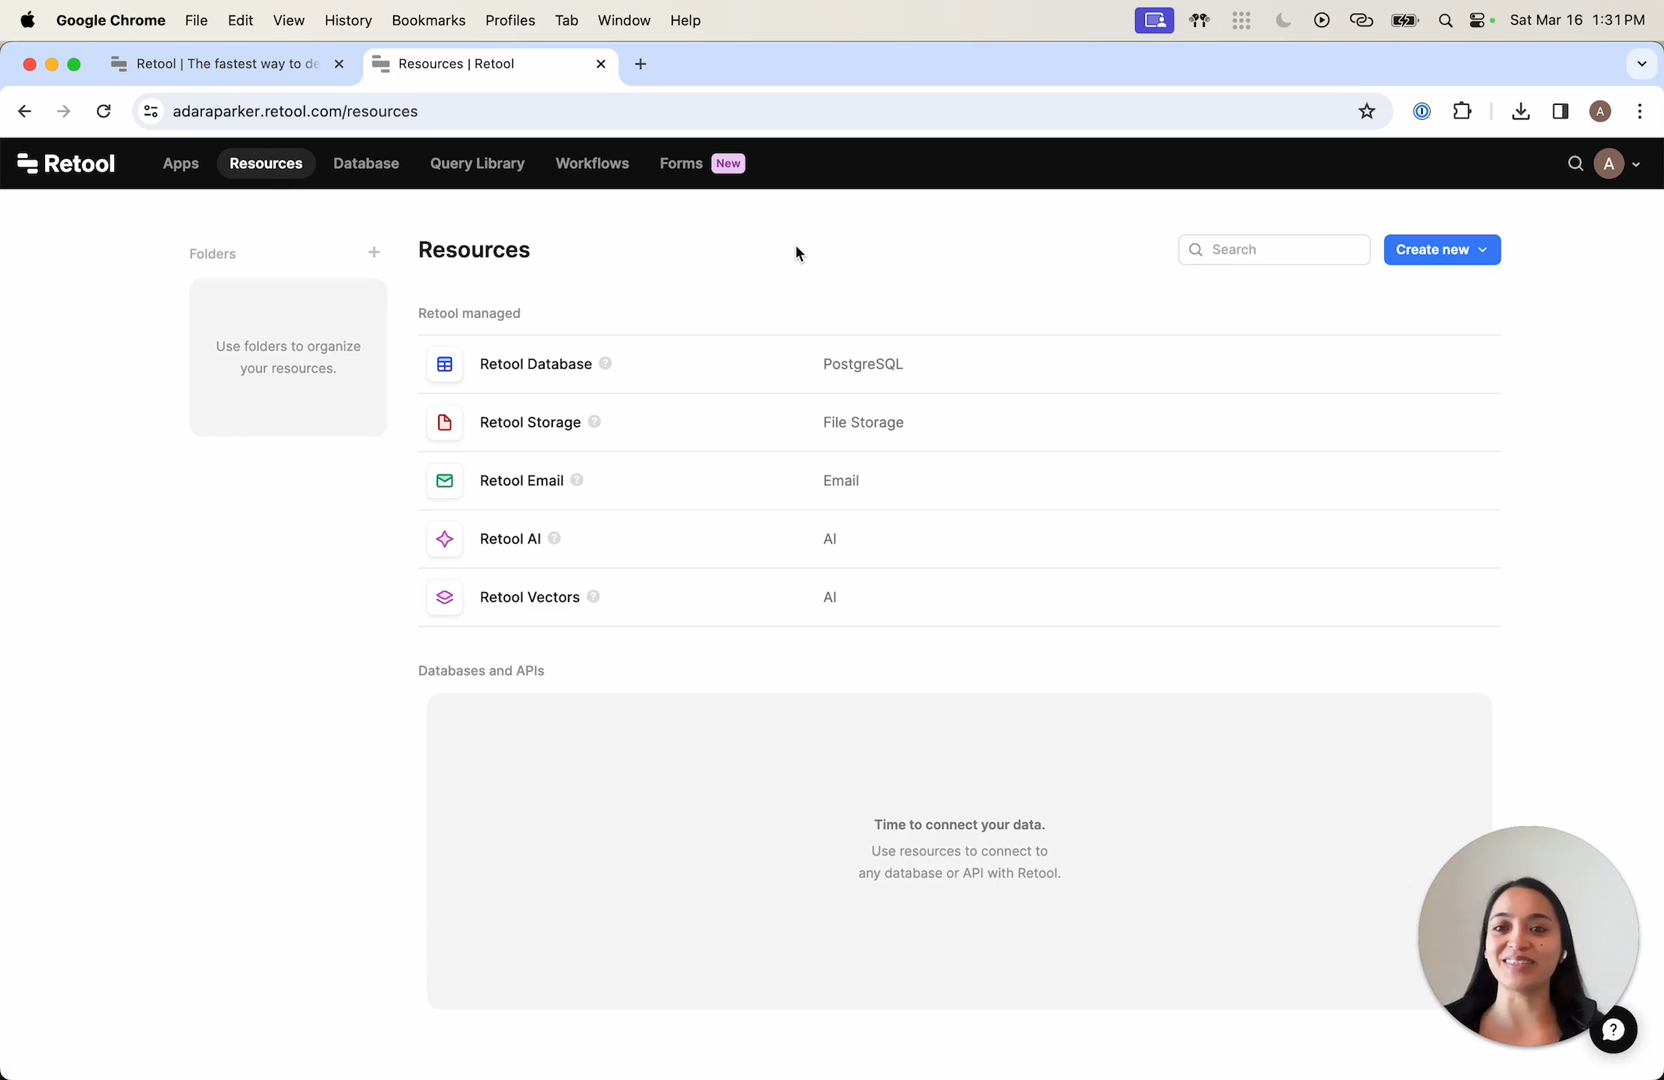 Google Chrome File Edit View History Bookmarks Profiles Tab Window Help Sat Mar 16 1:31 PM
Retool | The fastest way to de Resources | Retool
adaraparker.retool.com/resources A
Retool Apps Resources Database Query Library Workflows Forms New A
Folders
Use folders to organize
your resources.
Resources
Search
Create new
Retool managed
Retool Database ? PostgreSQL
Retool Storage ? File Storage
Retool Email ? Email
Retool AI ? AI
Retool Vectors ? AI
Databases and APIs
Time to connect your data.
Use resources to connect to
any database or API with Retool.
?